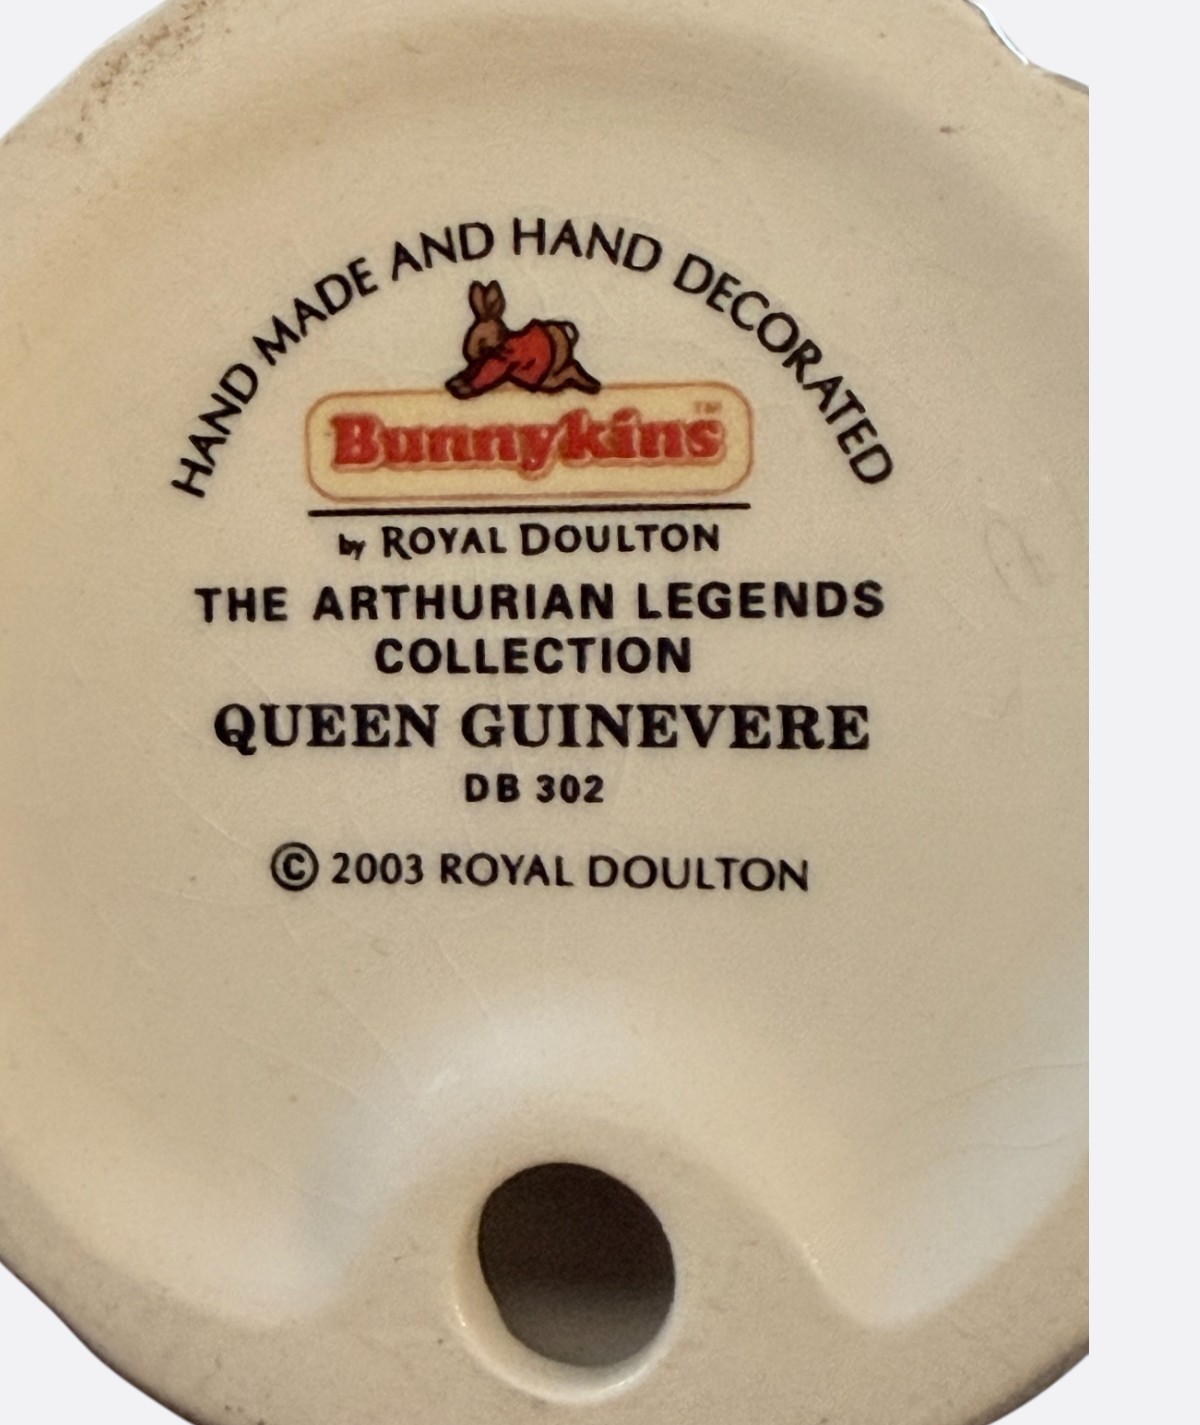 HAND MADE AND HAND DECORATED
Bunnykins™
by ROYAL DOULTON
THE ARTHURIAN LEGENDS
COLLECTION
QUEEN GUINEVERE
DB 302
© 2003 ROYAL DOULTON